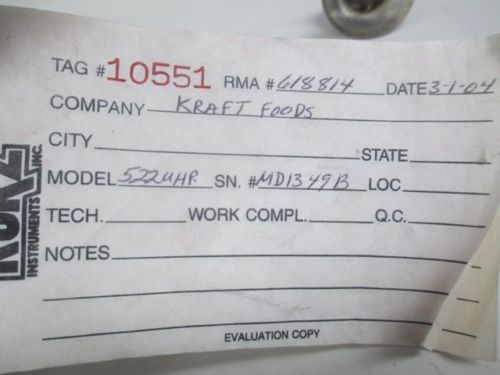 TAG # 10551 RMA # 618814 DATE 3-1-04
COMPANY KRAFT FOODS
CITY STATE
MODEL 522UHR SN. # MD1349B LOC
TECH. WORK COMPL. Q.C.
NOTES
EVALUATION COPY
KURZ
INSTRUMENTS INC.